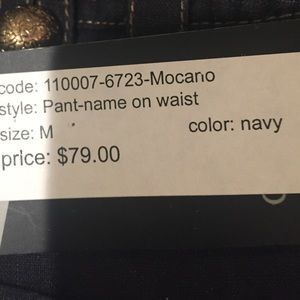 code: 110007-6723-Mocano
style: Pant-name on waist
size: M color: navy
price: $79.00